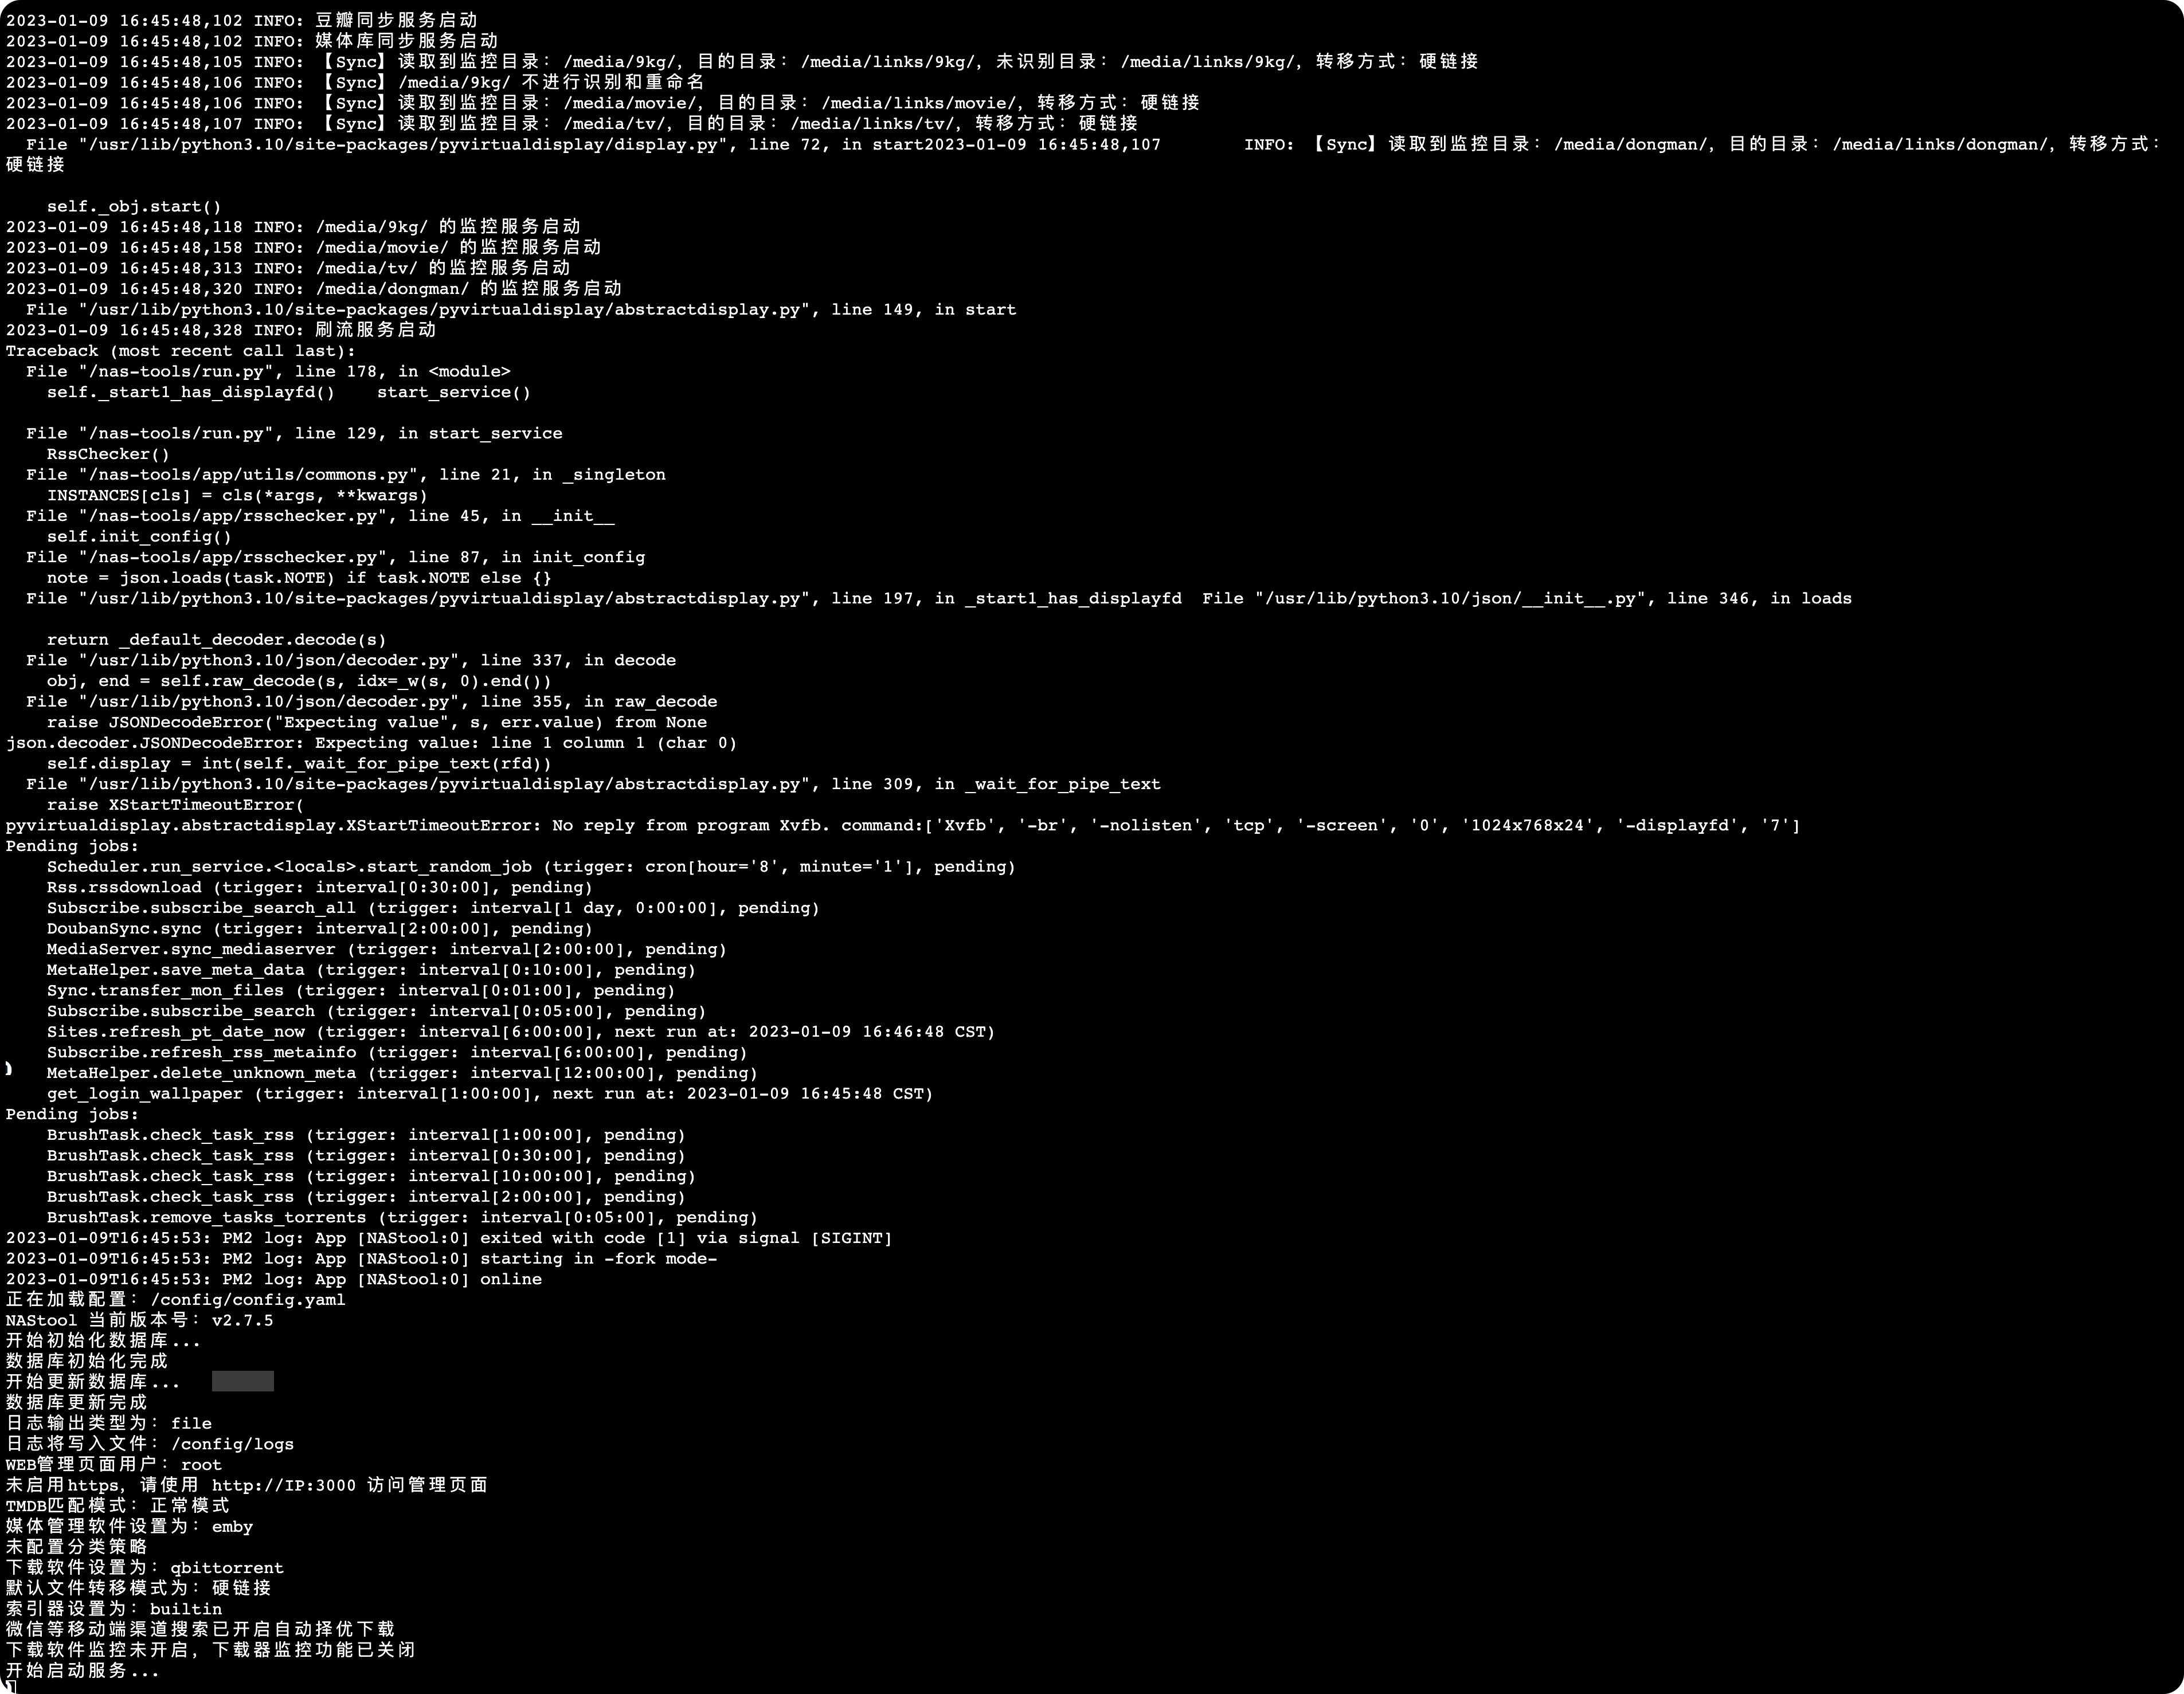 2023-01-09 16:45:48,102 INFO: 豆瓣同步服务启动
2023-01-09 16:45:48,102 INFO: 媒体库同步服务启动
2023-01-09 16:45:48,105 INFO: 【Sync】读取到监控目录：/media/9kg/，目的目录：/media/links/9kg/，未识别目录：/media/links/9kg/，转移方式：硬链接
2023-01-09 16:45:48,106 INFO: 【Sync】/media/9kg/ 不进行识别和重命名
2023-01-09 16:45:48,106 INFO: 【Sync】读取到监控目录：/media/movie/，目的目录：/media/links/movie/，转移方式：硬链接
2023-01-09 16:45:48,107 INFO: 【Sync】读取到监控目录：/media/tv/，目的目录：/media/links/tv/，转移方式：硬链接
  File "/usr/lib/python3.10/site-packages/pyvirtualdisplay/display.py", line 72, in start2023-01-09 16:45:48,107        INFO: 【Sync】读取到监控目录：/media/dongman/，目的目录：/media/links/dongman/，转移方式：
硬链接
    self._obj.start()
2023-01-09 16:45:48,118 INFO: /media/9kg/ 的监控服务启动
2023-01-09 16:45:48,158 INFO: /media/movie/ 的监控服务启动
2023-01-09 16:45:48,313 INFO: /media/tv/ 的监控服务启动
2023-01-09 16:45:48,320 INFO: /media/dongman/ 的监控服务启动
  File "/usr/lib/python3.10/site-packages/pyvirtualdisplay/abstractdisplay.py", line 149, in start
2023-01-09 16:45:48,328 INFO: 刷流服务启动
Traceback (most recent call last):
  File "/nas-tools/run.py", line 178, in <module>
    self._start1_has_displayfd()    start_service()
  File "/nas-tools/run.py", line 129, in start_service
    RssChecker()
  File "/nas-tools/app/utils/commons.py", line 21, in _singleton
    INSTANCES[cls] = cls(*args, **kwargs)
  File "/nas-tools/app/rsschecker.py", line 45, in __init__
    self.init_config()
  File "/nas-tools/app/rsschecker.py", line 87, in init_config
    note = json.loads(task.NOTE) if task.NOTE else {}
  File "/usr/lib/python3.10/site-packages/pyvirtualdisplay/abstractdisplay.py", line 197, in _start1_has_displayfd  File "/usr/lib/python3.10/json/__init__.py", line 346, in loads
    return _default_decoder.decode(s)
  File "/usr/lib/python3.10/json/decoder.py", line 337, in decode
    obj, end = self.raw_decode(s, idx=_w(s, 0).end())
  File "/usr/lib/python3.10/json/decoder.py", line 355, in raw_decode
    raise JSONDecodeError("Expecting value", s, err.value) from None
json.decoder.JSONDecodeError: Expecting value: line 1 column 1 (char 0)
    self.display = int(self._wait_for_pipe_text(rfd))
  File "/usr/lib/python3.10/site-packages/pyvirtualdisplay/abstractdisplay.py", line 309, in _wait_for_pipe_text
    raise XStartTimeoutError(
pyvirtualdisplay.abstractdisplay.XStartTimeoutError: No reply from program Xvfb. command:['Xvfb', '-br', '-nolisten', 'tcp', '-screen', '0', '1024x768x24', '-displayfd', '7']
Pending jobs:
    Scheduler.run_service.<locals>.start_random_job (trigger: cron[hour='8', minute='1'], pending)
    Rss.rssdownload (trigger: interval[0:30:00], pending)
    Subscribe.subscribe_search_all (trigger: interval[1 day, 0:00:00], pending)
    DoubanSync.sync (trigger: interval[2:00:00], pending)
    MediaServer.sync_mediaserver (trigger: interval[2:00:00], pending)
    MetaHelper.save_meta_data (trigger: interval[0:10:00], pending)
    Sync.transfer_mon_files (trigger: interval[0:01:00], pending)
    Subscribe.subscribe_search (trigger: interval[0:05:00], pending)
    Sites.refresh_pt_date_now (trigger: interval[6:00:00], next run at: 2023-01-09 16:46:48 CST)
    Subscribe.refresh_rss_metainfo (trigger: interval[6:00:00], pending)
    MetaHelper.delete_unknown_meta (trigger: interval[12:00:00], pending)
    get_login_wallpaper (trigger: interval[1:00:00], next run at: 2023-01-09 16:45:48 CST)
Pending jobs:
    BrushTask.check_task_rss (trigger: interval[1:00:00], pending)
    BrushTask.check_task_rss (trigger: interval[0:30:00], pending)
    BrushTask.check_task_rss (trigger: interval[10:00:00], pending)
    BrushTask.check_task_rss (trigger: interval[2:00:00], pending)
    BrushTask.remove_tasks_torrents (trigger: interval[0:05:00], pending)
2023-01-09T16:45:53: PM2 log: App [NAStool:0] exited with code [1] via signal [SIGINT]
2023-01-09T16:45:53: PM2 log: App [NAStool:0] starting in -fork mode-
2023-01-09T16:45:53: PM2 log: App [NAStool:0] online
正在加载配置：/config/config.yaml
NAStool 当前版本号：v2.7.5
开始初始化数据库...
数据库初始化完成
开始更新数据库...
数据库更新完成
日志输出类型为：file
日志将写入文件：/config/logs
WEB管理页面用户：root
未启用https，请使用 http://IP:3000 访问管理页面
TMDB匹配模式：正常模式
媒体管理软件设置为：emby
未配置分类策略
下载软件设置为：qbittorrent
默认文件转移模式为：硬链接
索引器设置为：builtin
微信等移动端渠道搜索已开启自动择优下载
下载软件监控未开启，下载器监控功能已关闭
开始启动服务...